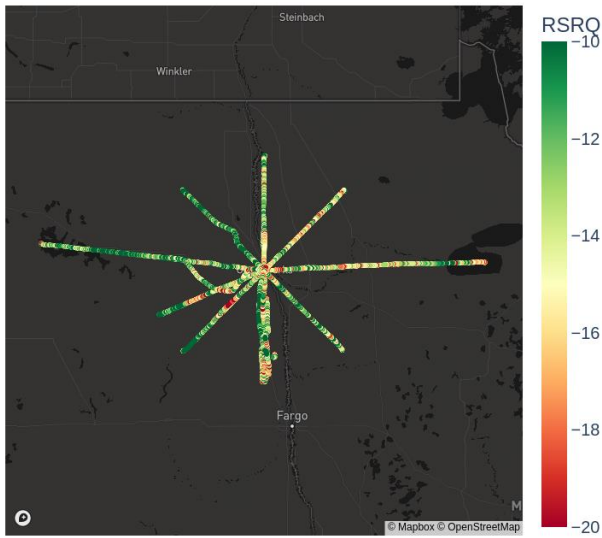 Steinbach
Winkler
Fargo
M
© Mapbox © OpenStreetMap
RSRQ
−10
−12
−14
−16
−18
−20